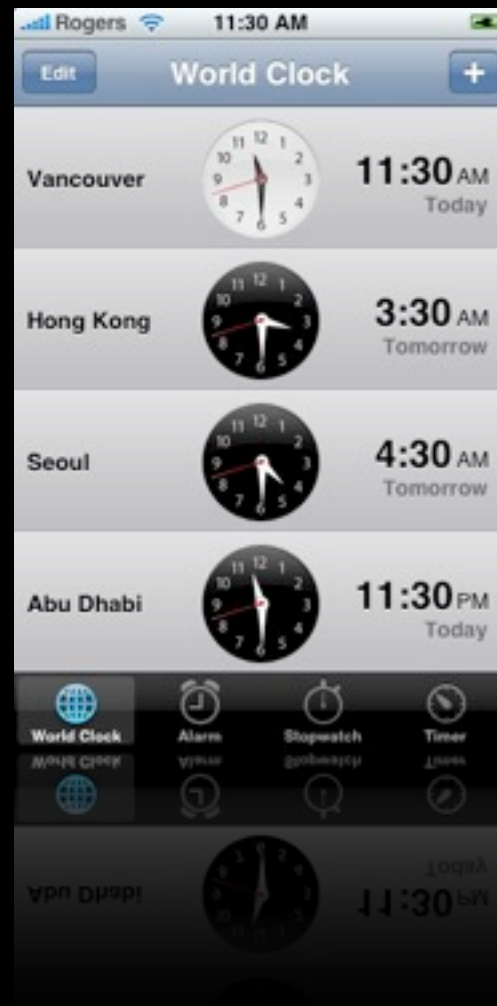 Rogers 11:30 AM
Edit World Clock +
Vancouver 11:30 AM
Today
Hong Kong 3:30 AM
Tomorrow
Seoul 4:30 AM
Tomorrow
Abu Dhabi 11:30 PM
Today
World Clock Alarm Stopwatch Timer